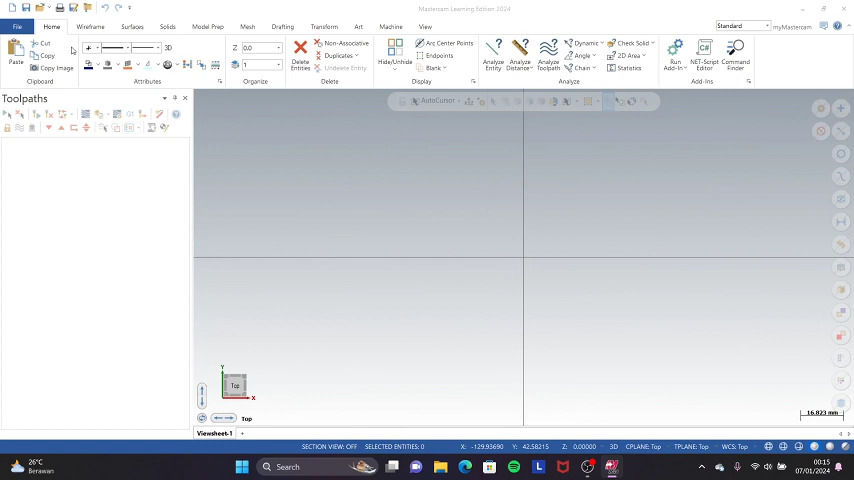 Mastercam Learning Edition 2024
File Home Wireframe Surfaces Solids Model Prep Mesh Drafting Transform Art Machine View Standard myMastercam
Cut 3D Z 0.0 Non-Associative Arc Center Points Dynamic Check Solid
Copy Duplicates Endpoints Angle 2D Area
Paste Copy Image 1 Delete Entities Undelete Entity Hide/Unhide Blank Analyze Entity Analyze Distance Analyze Toolpath Chain Statistics Run Add-In NET-Script Editor Command Finder
Clipboard Attributes Organize Delete Display Analyze Add-Ins
Toolpaths
AutoCursor
G1
Y
Top
X
Top
16.823 mm
Viewsheet-1 +
SECTION VIEW: OFF SELECTED ENTITIES: 0 X: -129.93690 Y: 42.58215 Z: 0.00000 CPLANE: Top TPLANE: Top WCS: Top
26°C
Berawan
Search
00:15
07/01/2024